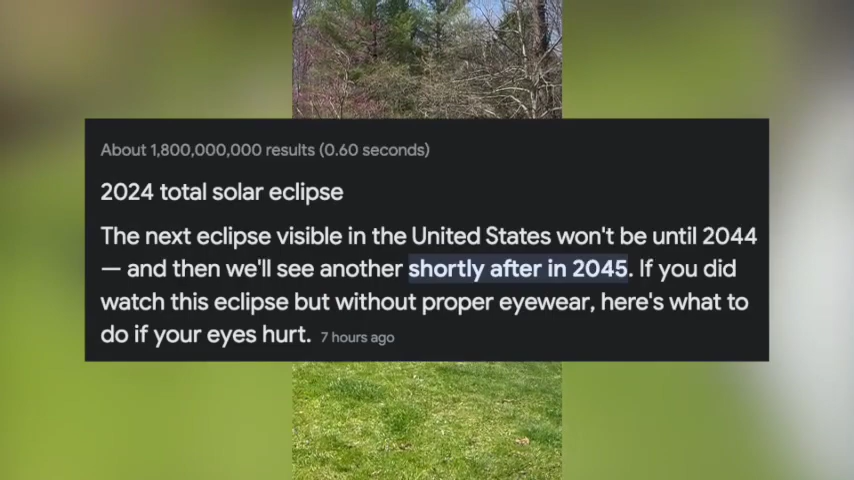 About 1,800,000,000 results (0.60 seconds)
2024 total solar eclipse
The next eclipse visible in the United States won't be until 2044
— and then we'll see another shortly after in 2045. If you did
watch this eclipse but without proper eyewear, here's what to
do if your eyes hurt. 7 hours ago